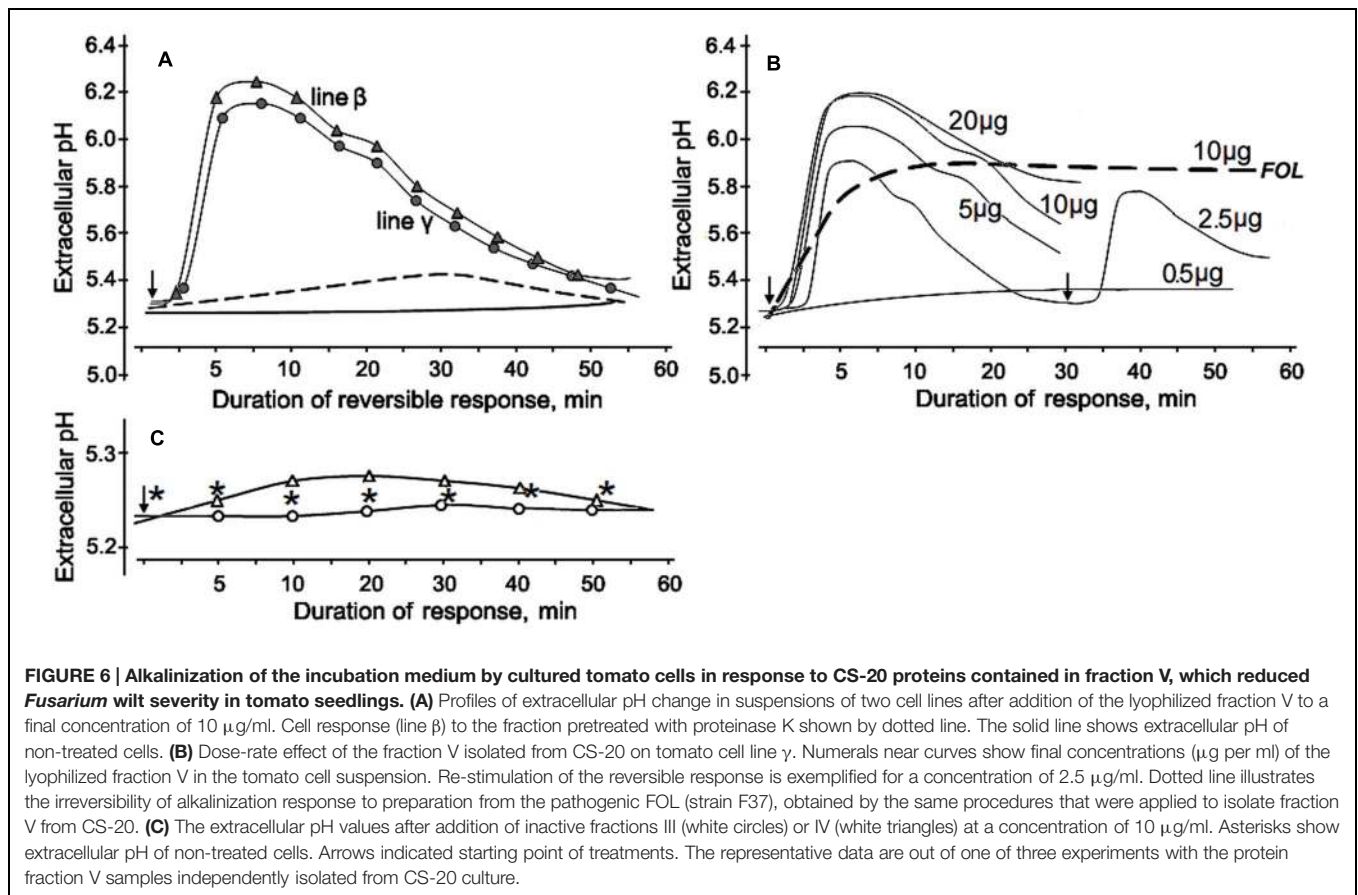 6.4
6.2
6.0
5.8
5.6
5.4
5.2
5.0
Extracellular pH
A
line β
line γ
5 10 20 30 40 50 60
Duration of reversible response, min
6.4
6.2
6.0
5.8
5.6
5.4
5.2
5.0
Extracellular pH
B
20µg
10µg
FOL
10µg
5µg
2.5µg
0.5µg
5 10 20 30 40 50 60
Duration of response, min
5.3
5.2
Extracellular pH
C
* * * * * * *
5 10 20 30 40 50 60
Duration of response, min
FIGURE 6 | Alkalinization of the incubation medium by cultured tomato cells in response to CS-20 proteins contained in fraction V, which reduced
Fusarium wilt severity in tomato seedlings. (A) Profiles of extracellular pH change in suspensions of two cell lines after addition of the lyophilized fraction V to a
final concentration of 10 µg/ml. Cell response (line β) to the fraction pretreated with proteinase K shown by dotted line. The solid line shows extracellular pH of
non-treated cells. (B) Dose-rate effect of the fraction V isolated from CS-20 on tomato cell line γ. Numerals near curves show final concentrations (µg per ml) of the
lyophilized fraction V in the tomato cell suspension. Re-stimulation of the reversible response is exemplified for a concentration of 2.5 µg/ml. Dotted line illustrates
the irreversibility of alkalinization response to preparation from the pathogenic FOL (strain F37), obtained by the same procedures that were applied to isolate fraction
V from CS-20. (C) The extracellular pH values after addition of inactive fractions III (white circles) or IV (white triangles) at a concentration of 10 µg/ml. Asterisks show
extracellular pH of non-treated cells. Arrows indicated starting point of treatments. The representative data are out of one of three experiments with the protein
fraction V samples independently isolated from CS-20 culture.